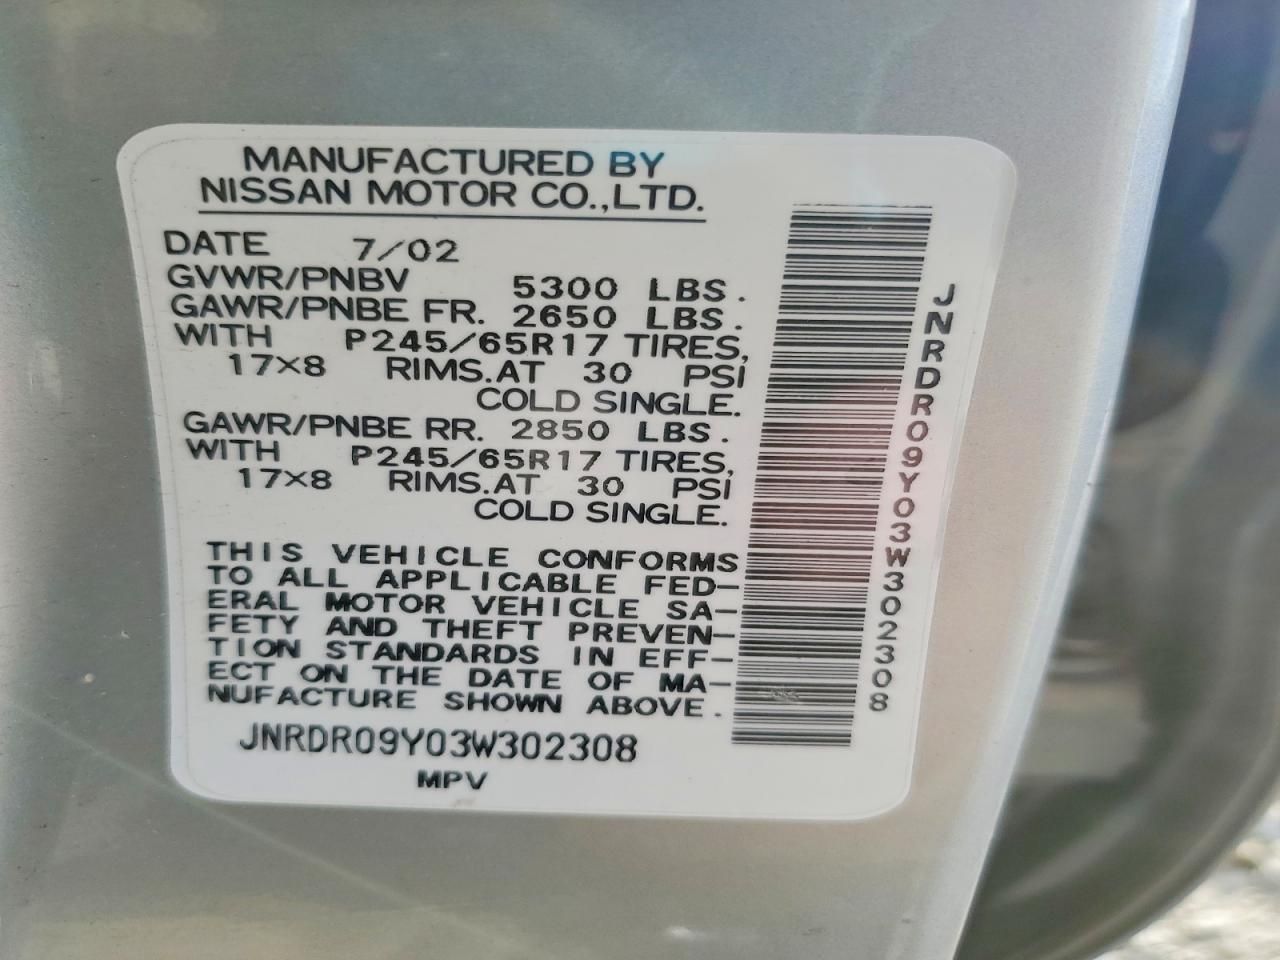 MANUFACTURED BY
NISSAN MOTOR CO.,LTD.
DATE 7/02
GVWR/PNBV 5300 LBS.
GAWR/PNBE FR. 2650 LBS.
WITH P245/65R17 TIRES,
17×8 RIMS.AT 30 PSI
COLD SINGLE.
GAWR/PNBE RR. 2850 LBS.
WITH P245/65R17 TIRES,
17×8 RIMS.AT 30 PSI
COLD SINGLE.
THIS VEHICLE CONFORMS
TO ALL APPLICABLE FED-
ERAL MOTOR VEHICLE SA-
FETY AND THEFT PREVEN-
TION STANDARDS IN EFF-
ECT ON THE DATE OF MA-
NUFACTURE SHOWN ABOVE.
JNRDR09Y03W302308
MPV
JNRDR09Y03W302308